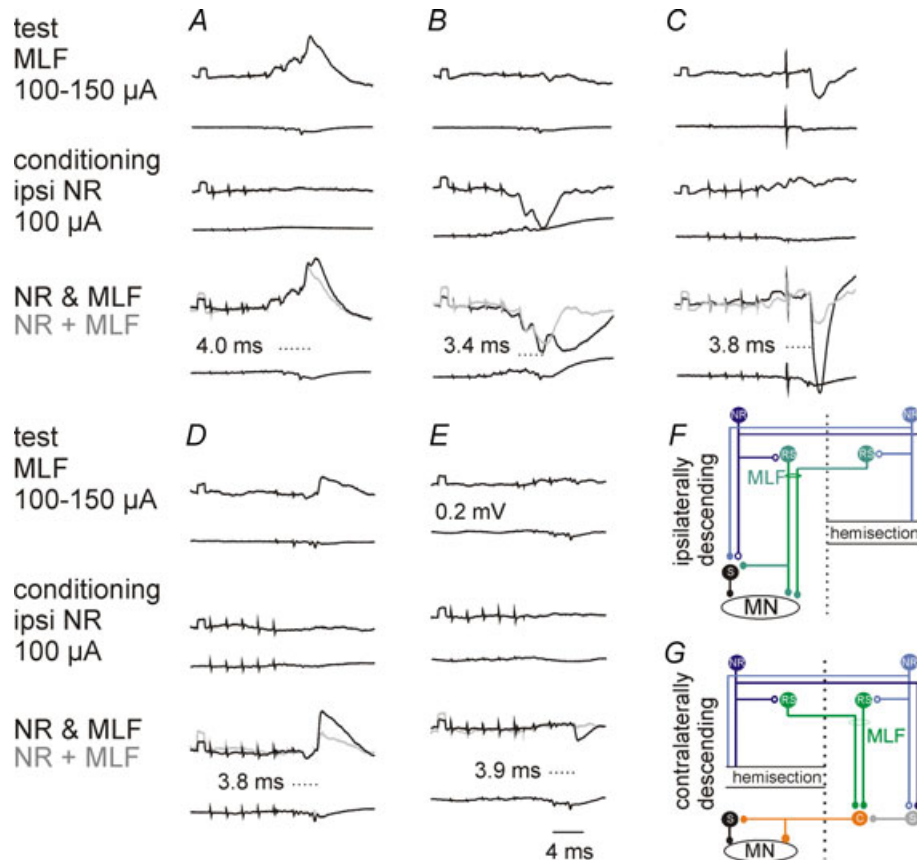 A
B
C
test
MLF
100-150 µA
conditioning
ipsi NR
100 µA
NR & MLF
NR + MLF
4.0 ms
3.4 ms
3.8 ms
D
E
F
test
MLF
100-150 µA
0.2 mV
conditioning
ipsi NR
100 µA
NR & MLF
NR + MLF
3.8 ms
3.9 ms
4 ms
ipsilaterally
descending
NR
NR
RS
RS
MLF
hemisection
S
MN
G
contralaterally
descending
NR
NR
RS
RS
MLF
hemisection
S
C
S
MN